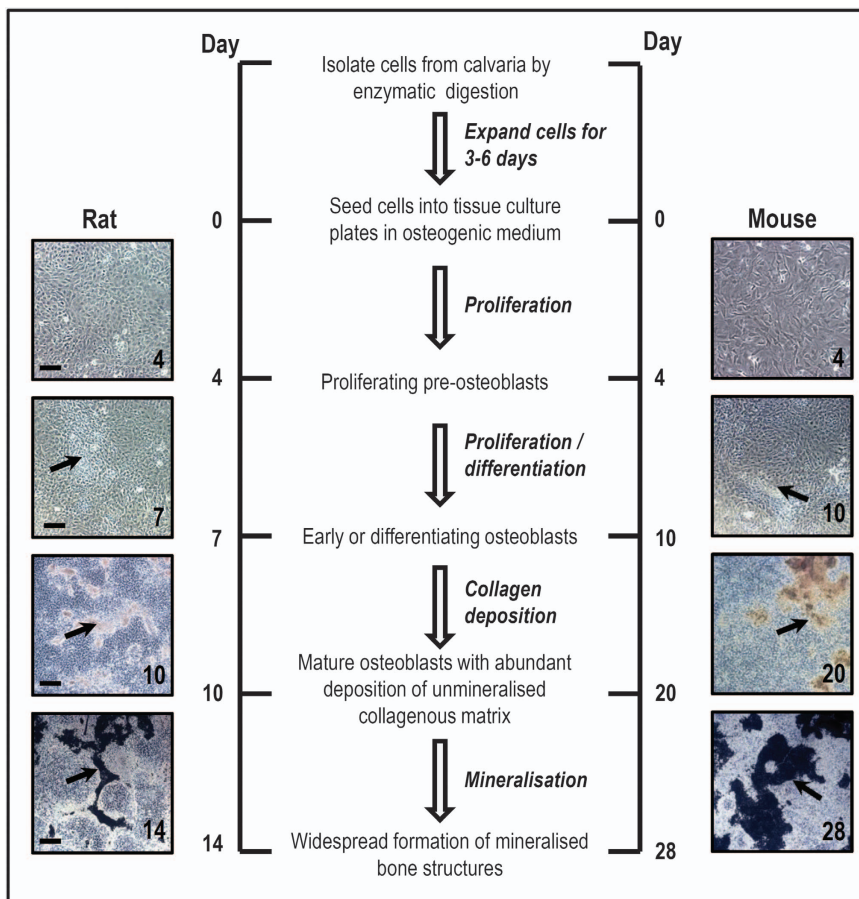 Day
Day
Isolate cells from calvaria by
enzymatic digestion
Expand cells for
3-6 days
Rat
Mouse
0
Seed cells into tissue culture
plates in osteogenic medium
0
4
Proliferation
4
4
Proliferating pre-osteoblasts
4
7
Proliferation /
differentiation
10
7
Early or differentiating osteoblasts
10
10
Collagen
deposition
20
10
Mature osteoblasts with abundant
deposition of unmineralised
collagenous matrix
20
14
Mineralisation
28
14
Widespread formation of mineralised
bone structures
28